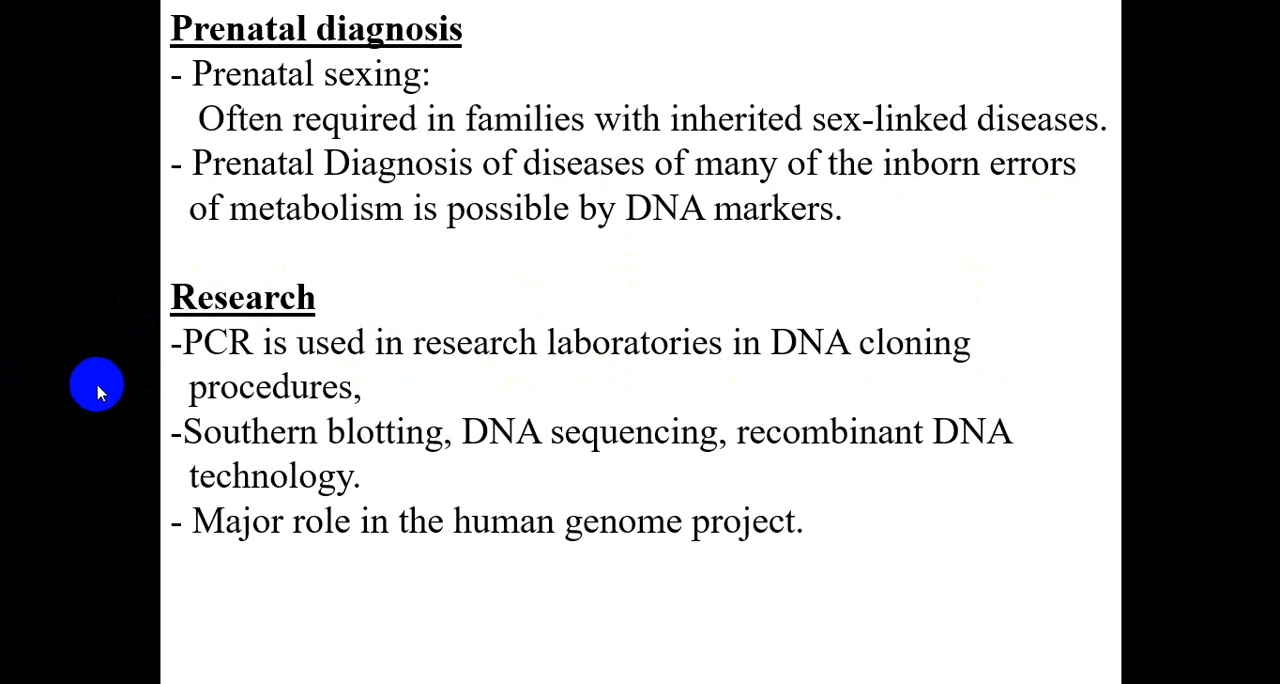 Prenatal diagnosis
- Prenatal sexing:
Often required in families with inherited sex-linked diseases.
- Prenatal Diagnosis of diseases of many of the inborn errors
of metabolism is possible by DNA markers.
Research
-PCR is used in research laboratories in DNA cloning
procedures,
-Southern blotting, DNA sequencing, recombinant DNA
technology.
- Major role in the human genome project.